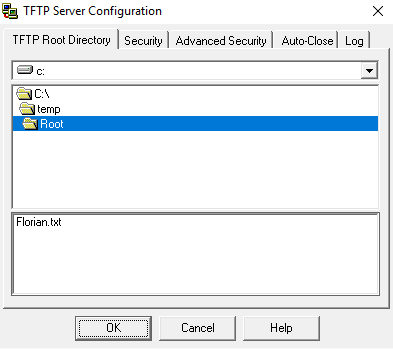 TFTP Server Configuration
TFTP Root Directory
Security
Advanced Security
Auto-Close
Log
c:
C:\
temp
Root
Florian.txt
OK
Cancel
Help